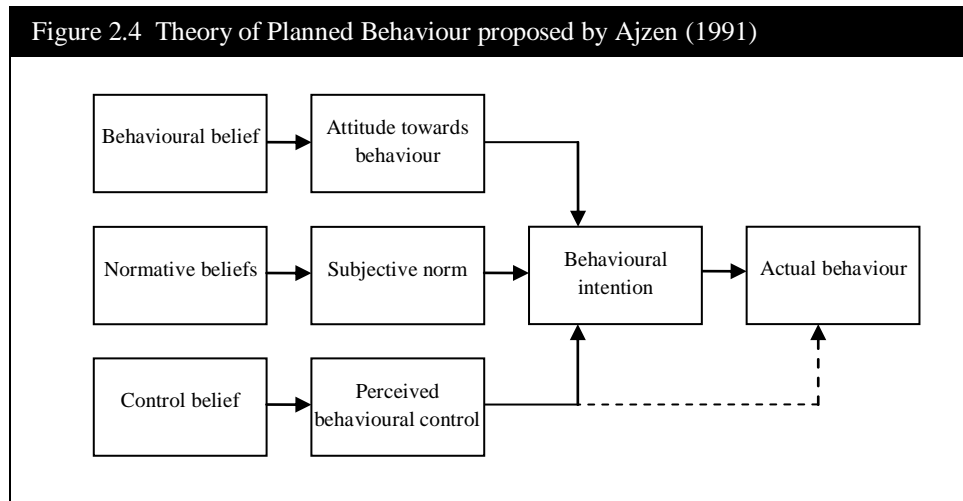 Figure 2.4 Theory of Planned Behaviour proposed by Ajzen (1991)
Behavioural belief
Attitude towards
behaviour
Normative beliefs
Subjective norm
Behavioural
intention
Actual behaviour
Control belief
Perceived
behavioural control